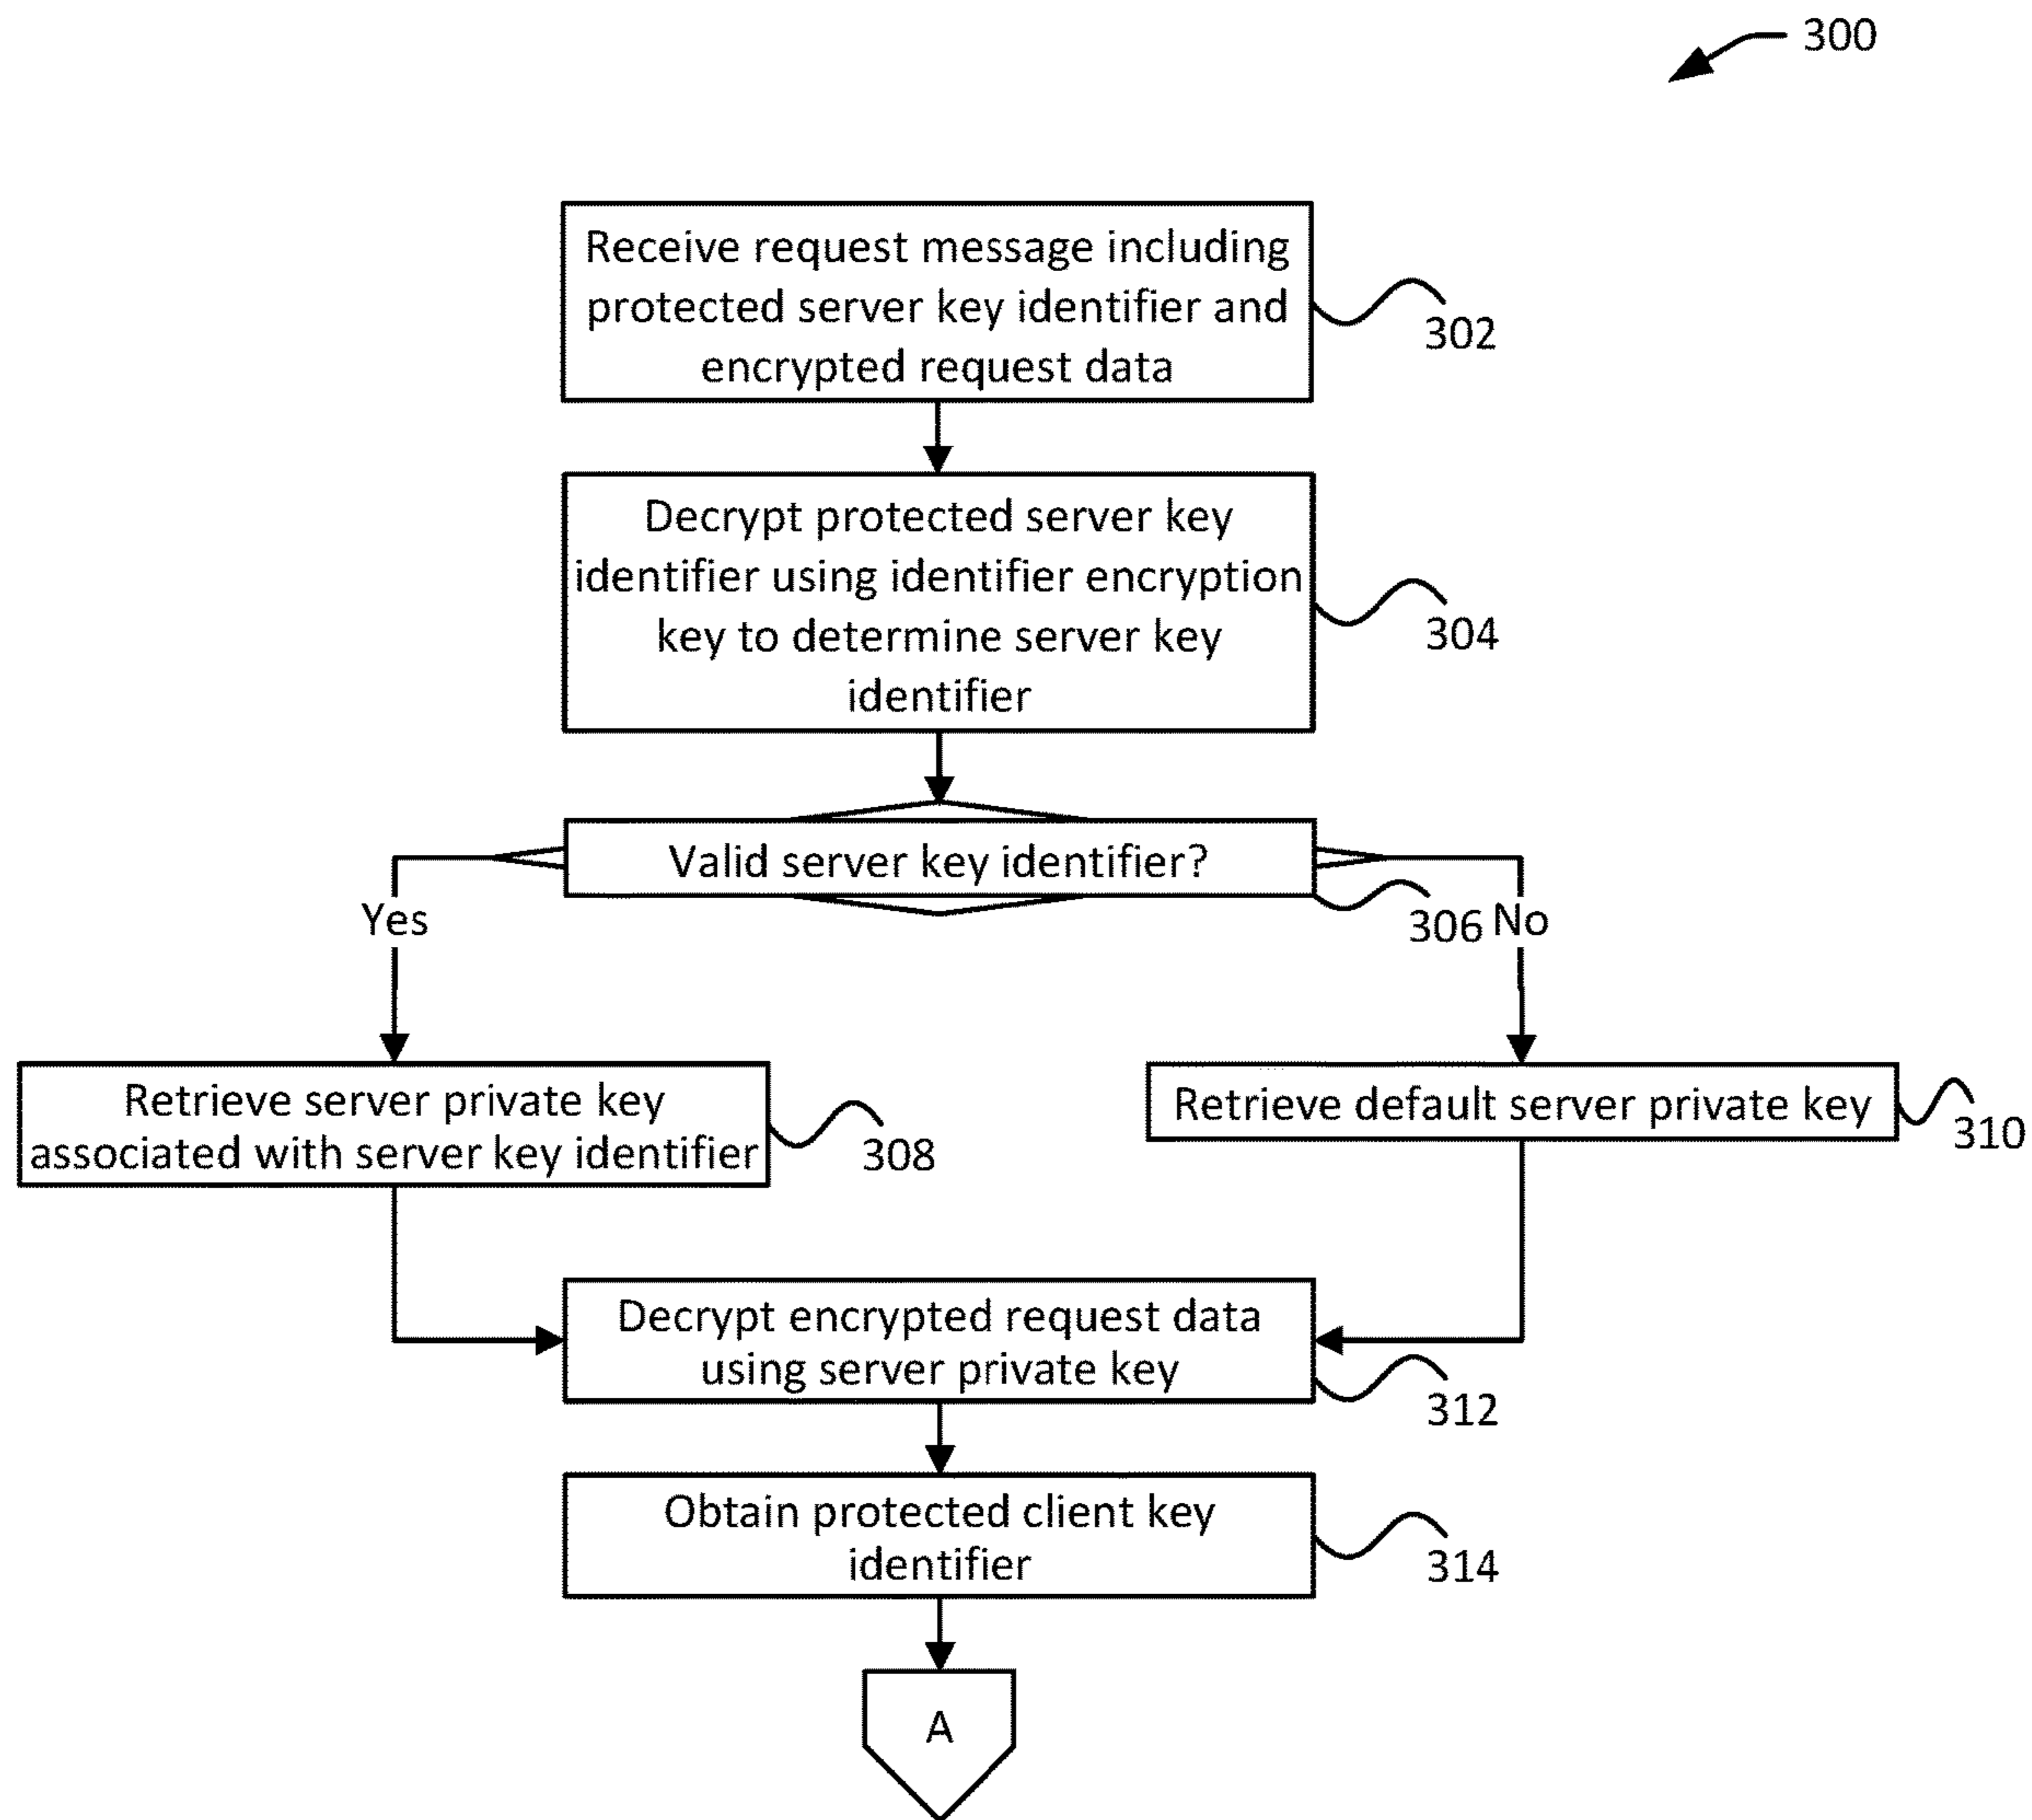 300
Receive request message including
protected server key identifier and
encrypted request data
302
Decrypt protected server key
identifier using identifier encryption
key to determine server key
identifier
304
Valid server key identifier?
306
Yes
No
Retrieve server private key
associated with server key identifier
308
Retrieve default server private key
310
Decrypt encrypted request data
using server private key
312
Obtain protected client key
identifier
314
A